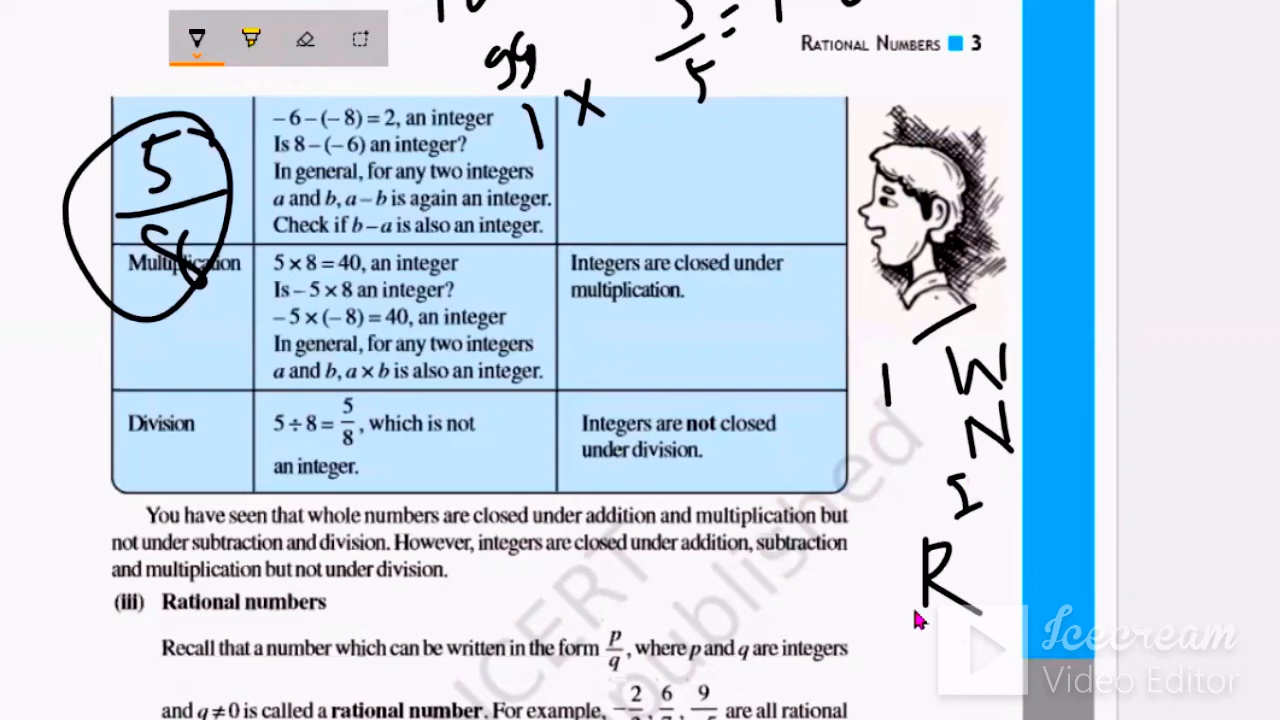 RATIONAL NUMBERS 3
99
1 x
5
5
5
8
− 6 − (− 8) = 2, an integer
Is 8 − (− 6) an integer?
In general, for any two integers
a and b, a − b is again an integer.
Check if b − a is also an integer.
Multiplication
5 × 8 = 40, an integer
Is − 5 × 8 an integer?
− 5 × (− 8) = 40, an integer
In general, for any two integers
a and b, a × b is also an integer.
Integers are closed under
multiplication.
Division
5 ÷ 8 = 5/8, which is not
an integer.
Integers are not closed
under division.
1 W
N
I
R
You have seen that whole numbers are closed under addition and multiplication but
not under subtraction and division. However, integers are closed under addition, subtraction
and multiplication but not under division.
(iii) Rational numbers
Recall that a number which can be written in the form p/q, where p and q are integers
and q ≠ 0 is called a rational number. For example, are all rational
NCERT
published
Icecream
Video Editor